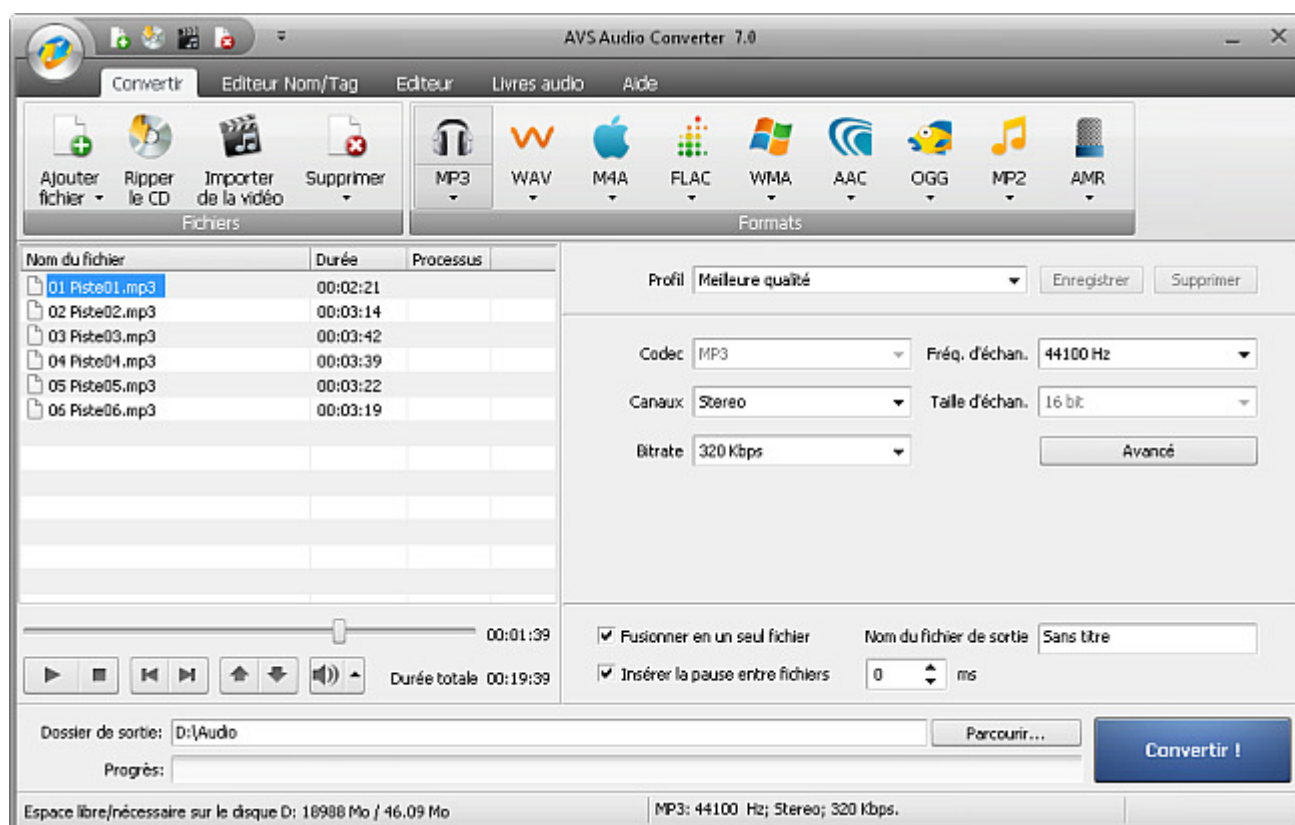 AVS Audio Converter 7.0
Convertir Editeur Nom/Tag Editeur Livres audio Aide
Ajouter fichier
Ripper le CD
Importer de la vidéo
Supprimer
MP3 WAV M4A FLAC WMA AAC OGG MP2 AMR
Fichiers Formats
Nom du fichier Durée Processus
01 Piste01.mp3 00:02:21
02 Piste02.mp3 00:03:14
03 Piste03.mp3 00:03:42
04 Piste04.mp3 00:03:39
05 Piste05.mp3 00:03:22
06 Piste06.mp3 00:03:19
Profil Meilleure qualité Enregistrer Supprimer
Codec MP3 Fréq. d'échan. 44100 Hz
Canaux Stereo Taille d'échan. 16 bit
Bitrate 320 Kbps Avancé
00:01:39
Durée totale 00:19:39
Fusionner en un seul fichier Nom du fichier de sortie Sans titre
Insérer la pause entre fichiers 0 ms
Dossier de sortie: D:\Audio Parcourir...
Progrès:
Convertir !
Espace libre/nécessaire sur le disque D: 18988 Mo / 46.09 Mo
MP3: 44100 Hz; Stereo; 320 Kbps.